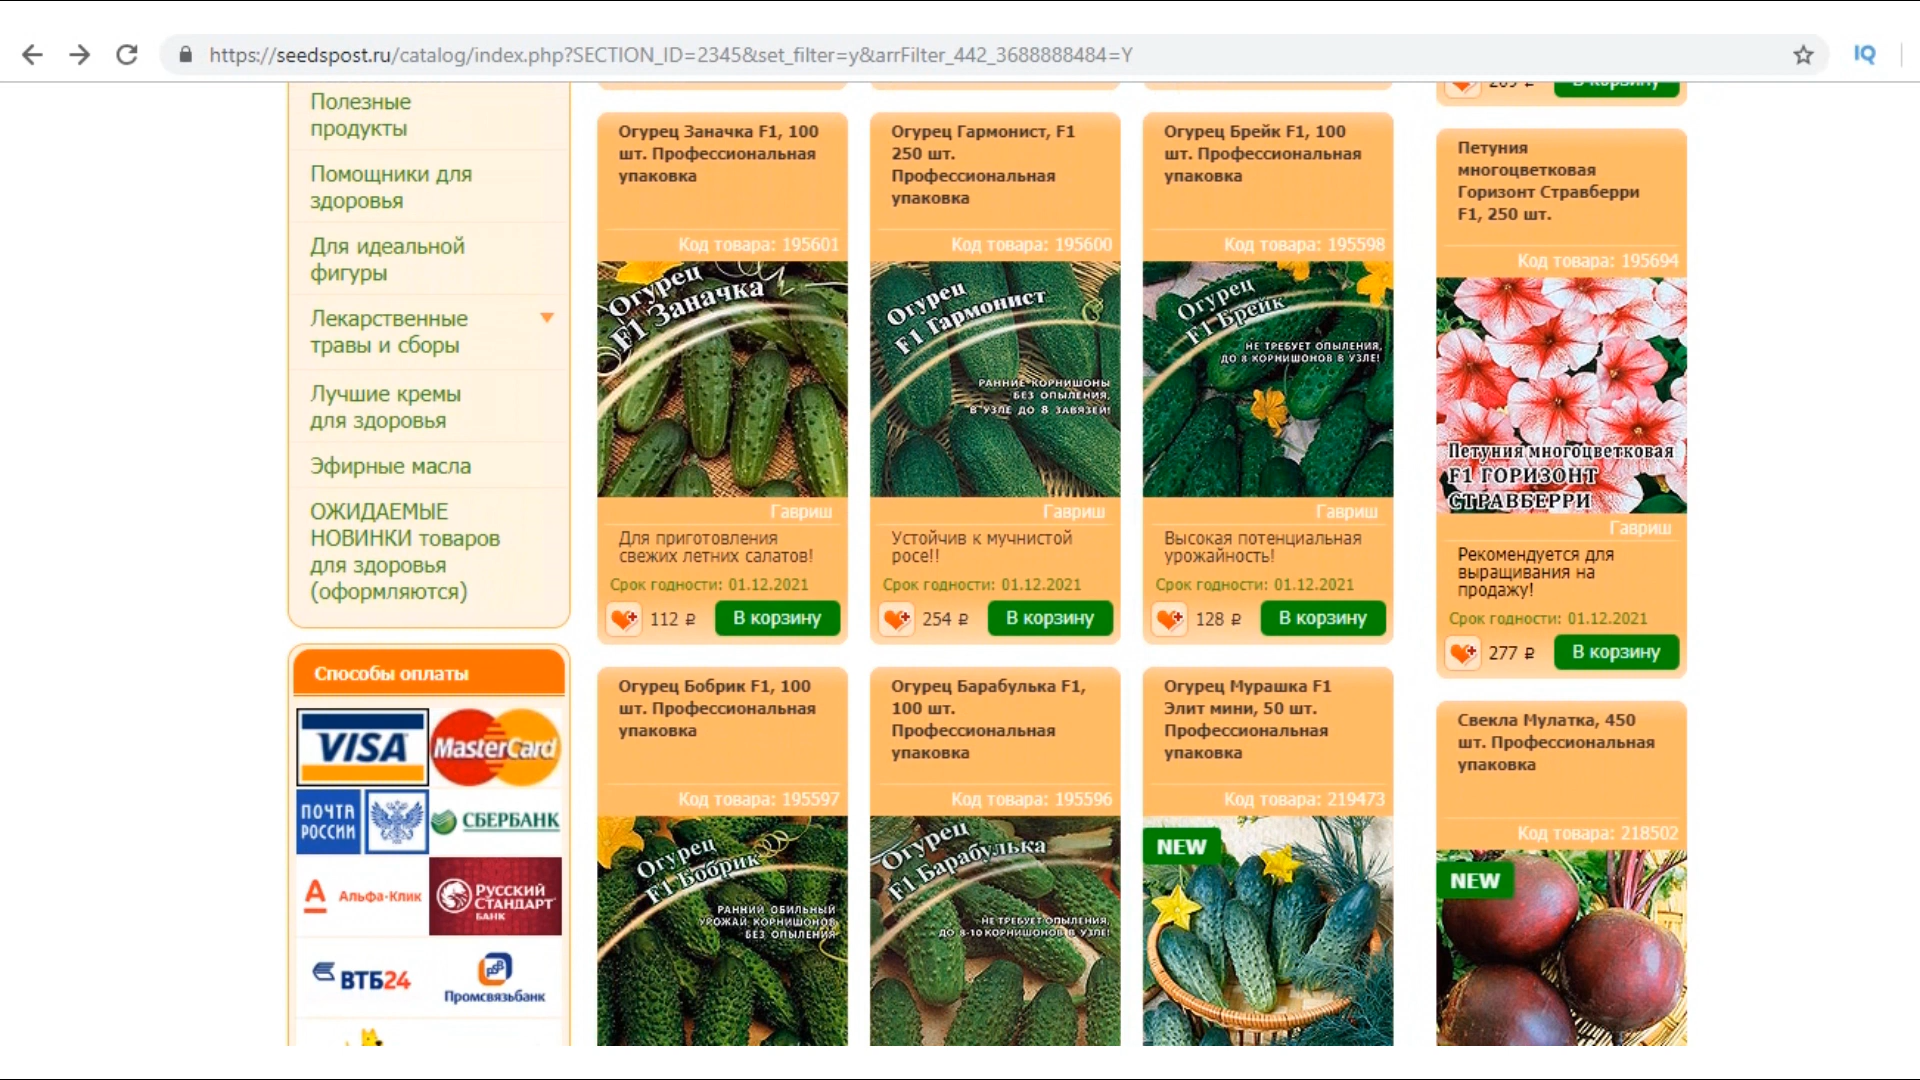 https://seedspost.ru/catalog/index.php?SECTION_ID=2345&set_filter=y&arrFilter_442_3688888484=Y
IQ
Полезные
продукты
Помощники для
здоровья
Для идеальной
фигуры
Лекарственные
травы и сборы
Лучшие кремы
для здоровья
Эфирные масла
ОЖИДАЕМЫЕ
НОВИНКИ товаров
для здоровья
(оформляются)
Способы оплаты
VISA
MasterCard
ПОЧТА
РОССИИ
СБЕРБАНК
А Альфа-Клик
РУССКИЙ
СТАНДАРТ
БАНК
ВТБ24
Промсвязьбанк
Огурец Заначка F1, 100
шт. Профессиональная
упаковка
Код товара: 195601
Огурец
F1 Заначка
Гавриш
Для приготовления
свежих летних салатов!
Срок годности: 01.12.2021
112 ₽
В корзину
Огурец Гармонист, F1
250 шт.
Профессиональная
упаковка
Код товара: 195600
Огурец
F1 Гармонист
РАННИЕ КОРНИШОНЫ
БЕЗ ОПЫЛЕНИЯ,
В УЗЛЕ ДО 8 ЗАВЯЗЕЙ!
Гавриш
Устойчив к мучнистой
росе!!
Срок годности: 01.12.2021
254 ₽
В корзину
Огурец Брейк F1, 100
шт. Профессиональная
упаковка
Код товара: 195598
Огурец
F1 Брейк
НЕ ТРЕБУЕТ ОПЫЛЕНИЯ,
ДО 8 КОРНИШОНОВ В УЗЛЕ!
Гавриш
Высокая потенциальная
урожайность!
Срок годности: 01.12.2021
128 ₽
В корзину
Петуния
многоцветковая
Горизонт Стравберри
F1, 250 шт.
Код товара: 195694
Петуния многоцветковая
F1 ГОРИЗОНТ
СТРАВБЕРРИ
Гавриш
Рекомендуется для
выращивания на
продажу!
Срок годности: 01.12.2021
277 ₽
В корзину
Огурец Бобрик F1, 100
шт. Профессиональная
упаковка
Код товара: 195597
Огурец
F1 Бобрик
РАННИЙ ОБИЛЬНЫЙ
УРОЖАЙ КОРНИШОНОВ
БЕЗ ОПЫЛЕНИЯ
Огурец Барабулька F1,
100 шт.
Профессиональная
упаковка
Код товара: 195596
Огурец
F1 Барабулька
НЕ ТРЕБУЕТ ОПЫЛЕНИЯ,
ДО 8-10 КОРНИШОНОВ В УЗЛЕ!
Огурец Мурашка F1
Элит мини, 50 шт.
Профессиональная
упаковка
Код товара: 219473
NEW
Свекла Мулатка, 450
шт. Профессиональная
упаковка
Код товара: 218502
NEW